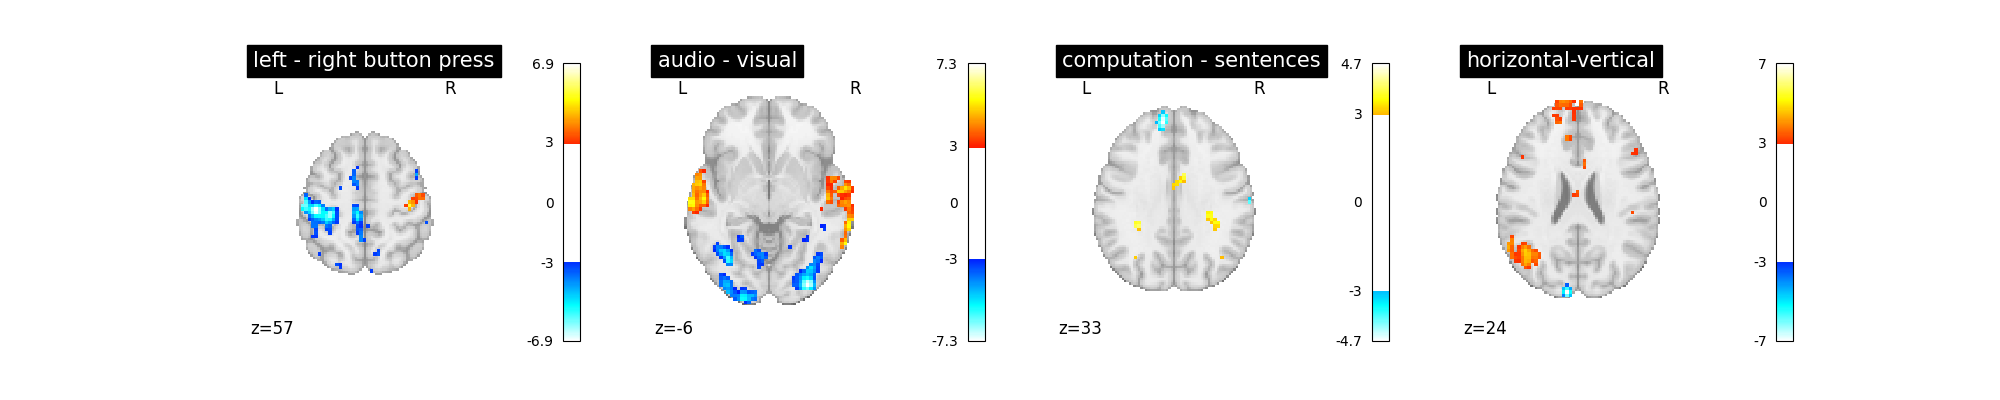 left - right button press
L R
6.9
3
0
-3
-6.9
z=57
audio - visual
L R
7.3
3
0
-3
-7.3
z=-6
computation - sentences
L R
4.7
3
0
-3
-4.7
z=33
horizontal-vertical
L R
7
3
0
-3
-7
z=24